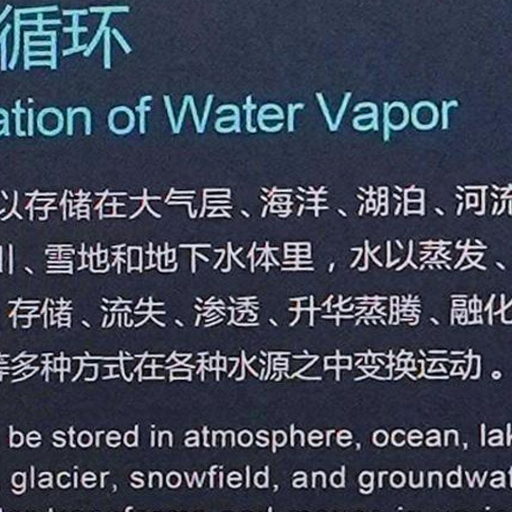 循环
ation of Water Vapor
以存储在大气层、海洋、湖泊、河流
川、雪地和地下水体里，水以蒸发、
存储、流失、渗透、升华蒸腾、融化
等多种方式在各种水源之中变换运动。
be stored in atmosphere, ocean, lak
glacier, snowfield, and groundwat